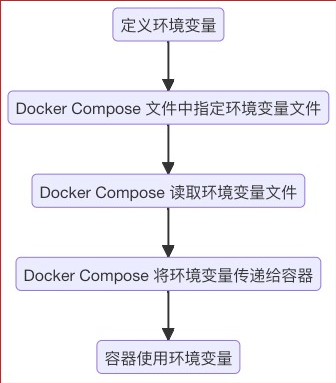 定义环境变量
Docker Compose 文件中指定环境变量文件
Docker Compose 读取环境变量文件
Docker Compose 将环境变量传递给容器
容器使用环境变量